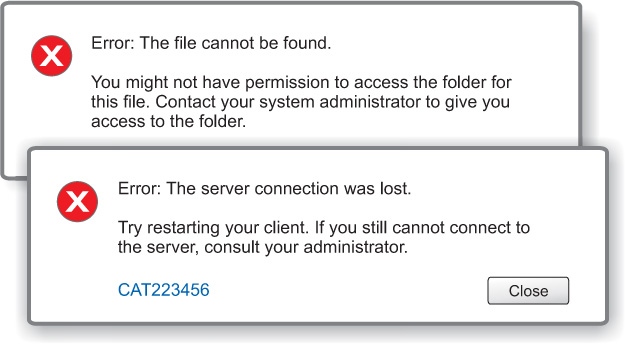 Error: The file cannot be found.
You might not have permission to access the folder for
this file. Contact your system administrator to give you
access to the folder.
Error: The server connection was lost.
Try restarting your client. If you still cannot connect to
the server, consult your administrator.
CAT223456
Close